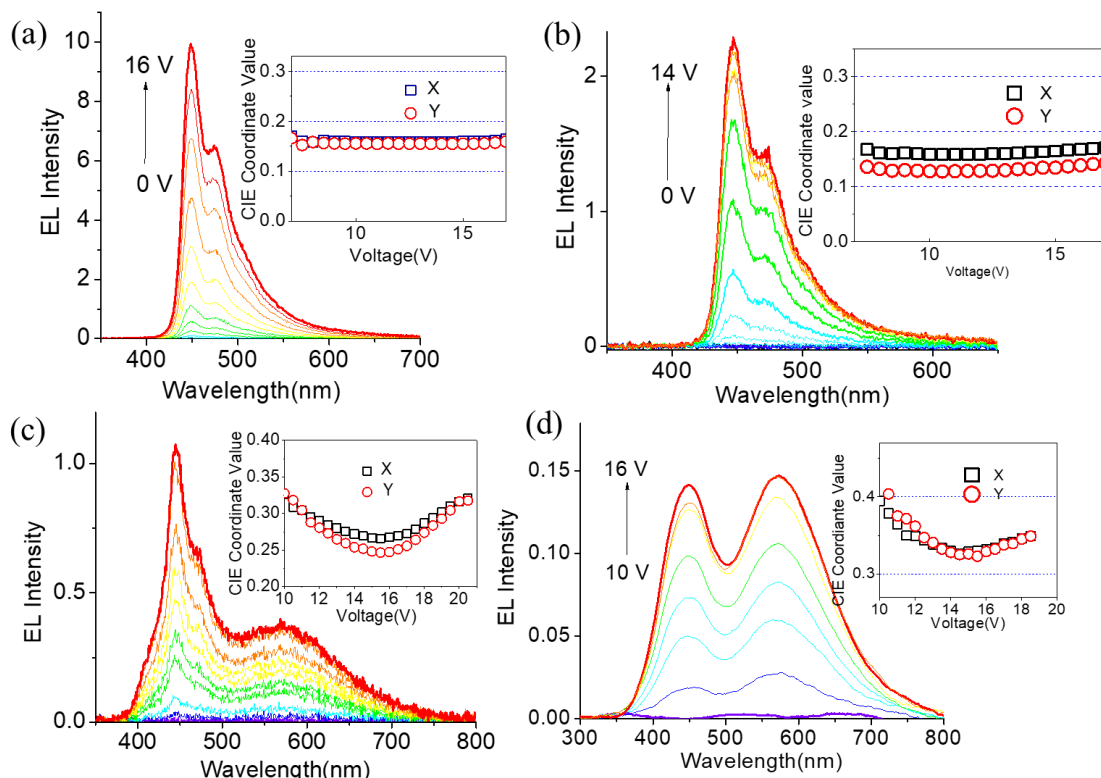 (a)
10
8
6
4
2
0
EL Intensity
16 V
0 V
400
500
600
700
Wavelength(nm)
0.3
0.2
0.1
0.0
CIE Coordinate Value
X
Y
10
15
Voltage(V)
(b)
2
1
0
EL Intensity
14 V
0 V
400
500
600
Wavelength(nm)
0.3
0.2
0.1
0.0
CIE Coordinate value
X
Y
10
15
Voltage(V)
(c)
1.0
0.5
0.0
EL Intensity
400
500
600
700
800
Wavelength(nm)
0.40
0.35
0.30
0.25
0.20
CIE Coordinate Value
X
Y
10
12
14
16
18
20
Voltage(V)
(d)
0.15
0.10
0.05
0.00
EL Intensity
16 V
10 V
300
400
500
600
700
800
Wavelength(nm)
0.4
0.3
CIE Coordiante Value
X
Y
10
12
14
16
18
20
Voltage(V)